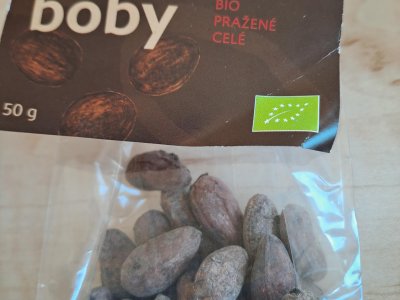 boby
BIO
PRAŽENÉ
CELÉ
50 g